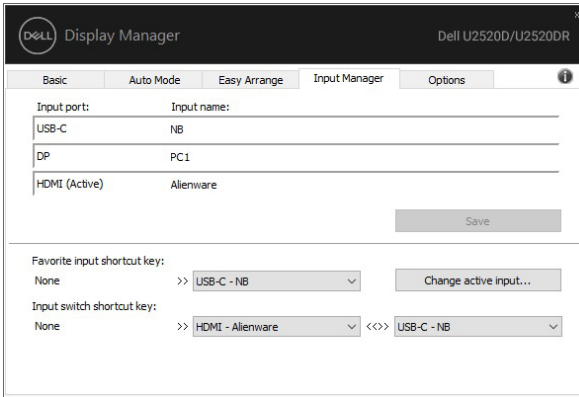 DELL Display Manager Dell U2520D/U2520DR
Basic Auto Mode Easy Arrange Input Manager Options
Input port: Input name:
USB-C NB
DP PC1
HDMI (Active) Alienware
Save
Favorite input shortcut key:
None >> USB-C - NB Change active input...
Input switch shortcut key:
None >> HDMI - Alienware <<>> USB-C - NB